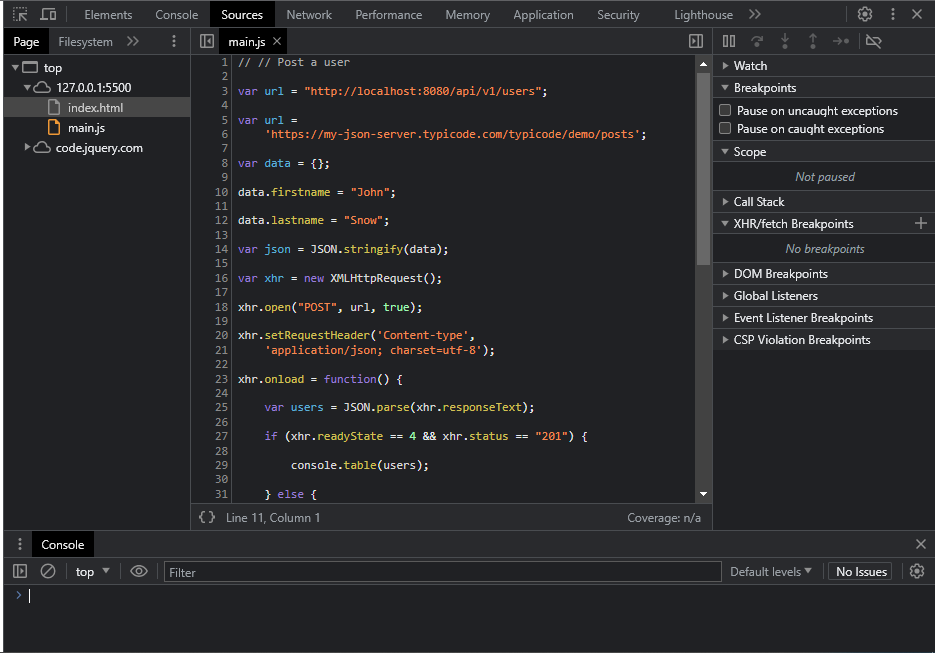 Elements Console Sources Network Performance Memory Application Security Lighthouse
Page Filesystem main.js
top
127.0.0.1:5500
index.html
main.js
code.jquery.com
1 // // Post a user
2
3 var url = "http://localhost:8080/api/v1/users";
4
5 var url =
6 'https://my-json-server.typicode.com/typicode/demo/posts';
7
8 var data = {};
9
10 data.firstname = "John";
11
12 data.lastname = "Snow";
13
14 var json = JSON.stringify(data);
15
16 var xhr = new XMLHttpRequest();
17
18 xhr.open("POST", url, true);
19
20 xhr.setRequestHeader('Content-type',
21 'application/json; charset=utf-8');
22
23 xhr.onload = function() {
24
25 var users = JSON.parse(xhr.responseText);
26
27 if (xhr.readyState == 4 && xhr.status == "201") {
28
29 console.table(users);
30
31 } else {
{} Line 11, Column 1 Coverage: n/a
Watch
Breakpoints
Pause on uncaught exceptions
Pause on caught exceptions
Scope
Not paused
Call Stack
XHR/fetch Breakpoints
No breakpoints
DOM Breakpoints
Global Listeners
Event Listener Breakpoints
CSP Violation Breakpoints
Console
top Filter Default levels No Issues